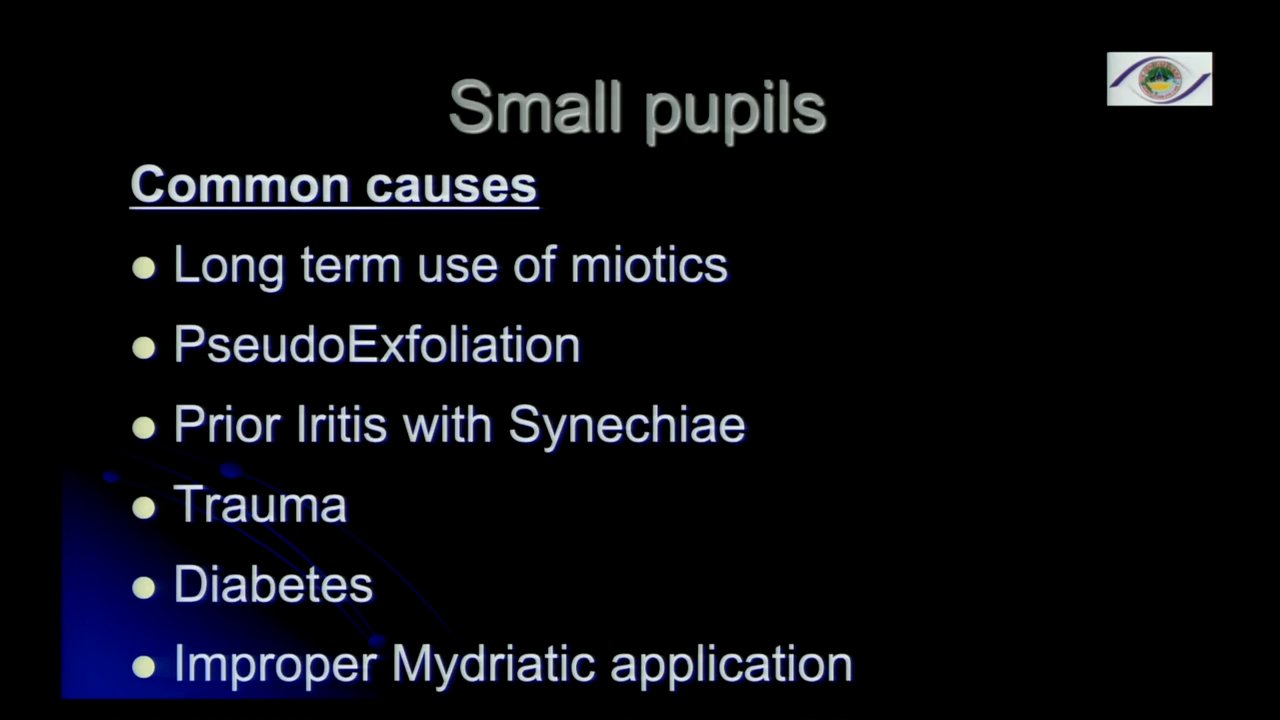 Small pupils
Common causes
Long term use of miotics
PseudoExfoliation
Prior Iritis with Synechiae
Trauma
Diabetes
Improper Mydriatic application